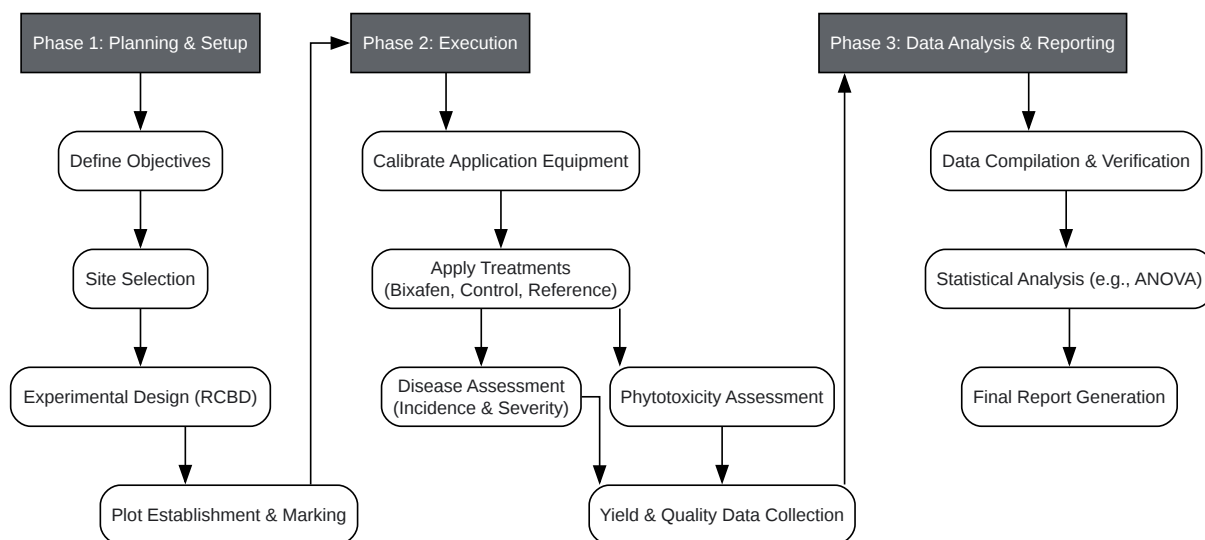 Phase 1: Planning & Setup
Define Objectives
Site Selection
Experimental Design (RCBD)
Plot Establishment & Marking
Phase 2: Execution
Calibrate Application Equipment
Apply Treatments
(Bixafen, Control, Reference)
Disease Assessment
(Incidence & Severity)
Phytotoxicity Assessment
Yield & Quality Data Collection
Phase 3: Data Analysis & Reporting
Data Compilation & Verification
Statistical Analysis (e.g., ANOVA)
Final Report Generation